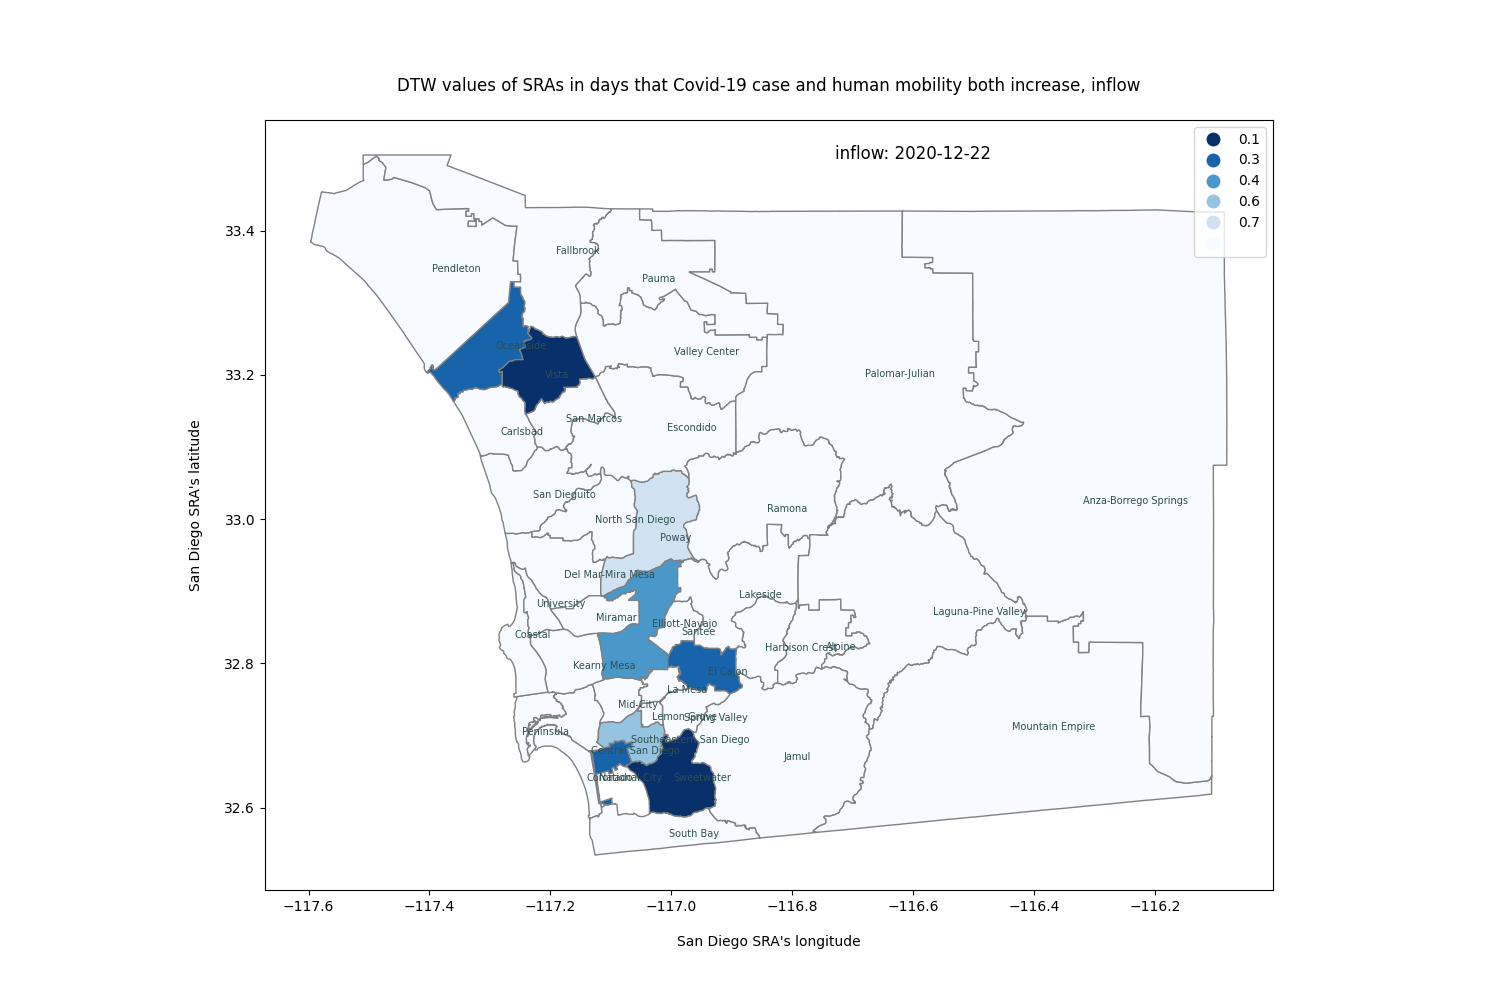 DTW values of SRAs in days that Covid-19 case and human mobility both increase, inflow
inflow: 2020-12-22
0.1
0.3
0.4
0.6
0.7
33.4
33.2
33.0
32.8
32.6
San Diego SRA's latitude
Fallbrook
Pendleton
Pauma
Oceanside
Valley Center
Vista
Palomar-Julian
San Marcos
Carlsbad
Escondido
San Dieguito
Anza-Borrego Springs
Ramona
North San Diego
Poway
Del Mar-Mira Mesa
Lakeside
University
Miramar
Laguna-Pine Valley
Elliott-Navajo
Santee
Coastal
Harbison Crest
Alpine
Kearny Mesa
El Cajon
La Mesa
Mid-City
Lemon Grove
Spring Valley
Mountain Empire
Peninsula
Southeastern San Diego
Central San Diego
Jamul
Coronado
National City
Sweetwater
South Bay
−117.6
−117.4
−117.2
−117.0
−116.8
−116.6
−116.4
−116.2
San Diego SRA's longitude